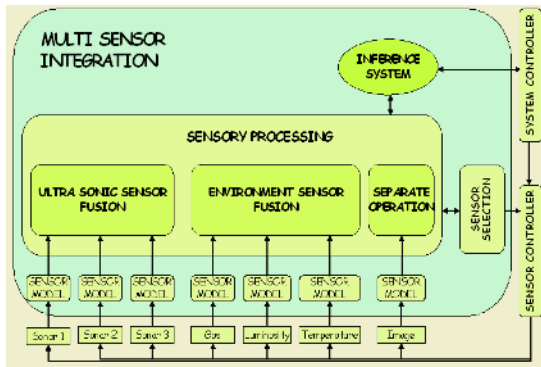 MULTI SENSOR
INTEGRATION
INFERENCE
SYSTEM
SYSTEM CONTROLLER
SENSORY PROCESSING
ULTRA SONIC SENSOR
FUSION
ENVIRONMENT SENSOR
FUSION
SEPARATE
OPERATION
SENSOR
SELECTION
SENSOR CONTROLLER
SENSOR
MODEL
SENSOR
MODEL
SENSOR
MODEL
SENSOR
MODEL
SENSOR
MODEL
SENSOR
MODEL
SENSOR
MODEL
Sonar 1
Sonar 2
Sonar 3
Gas
Luminosity
Temperature
Image